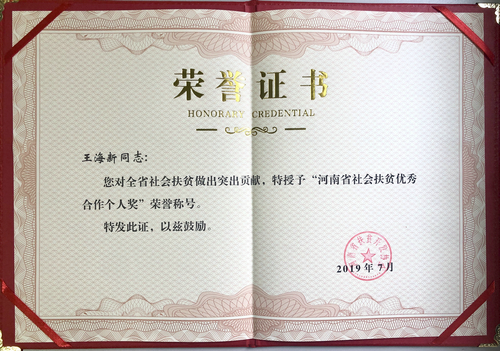 荣誉证书
HONORARY CREDENTIAL
王海新同志：
您对全省社会扶贫做出突出贡献，特授予“河南省社会扶贫优秀
合作个人奖”荣誉称号。
特发此证，以兹鼓励。
2019年7月